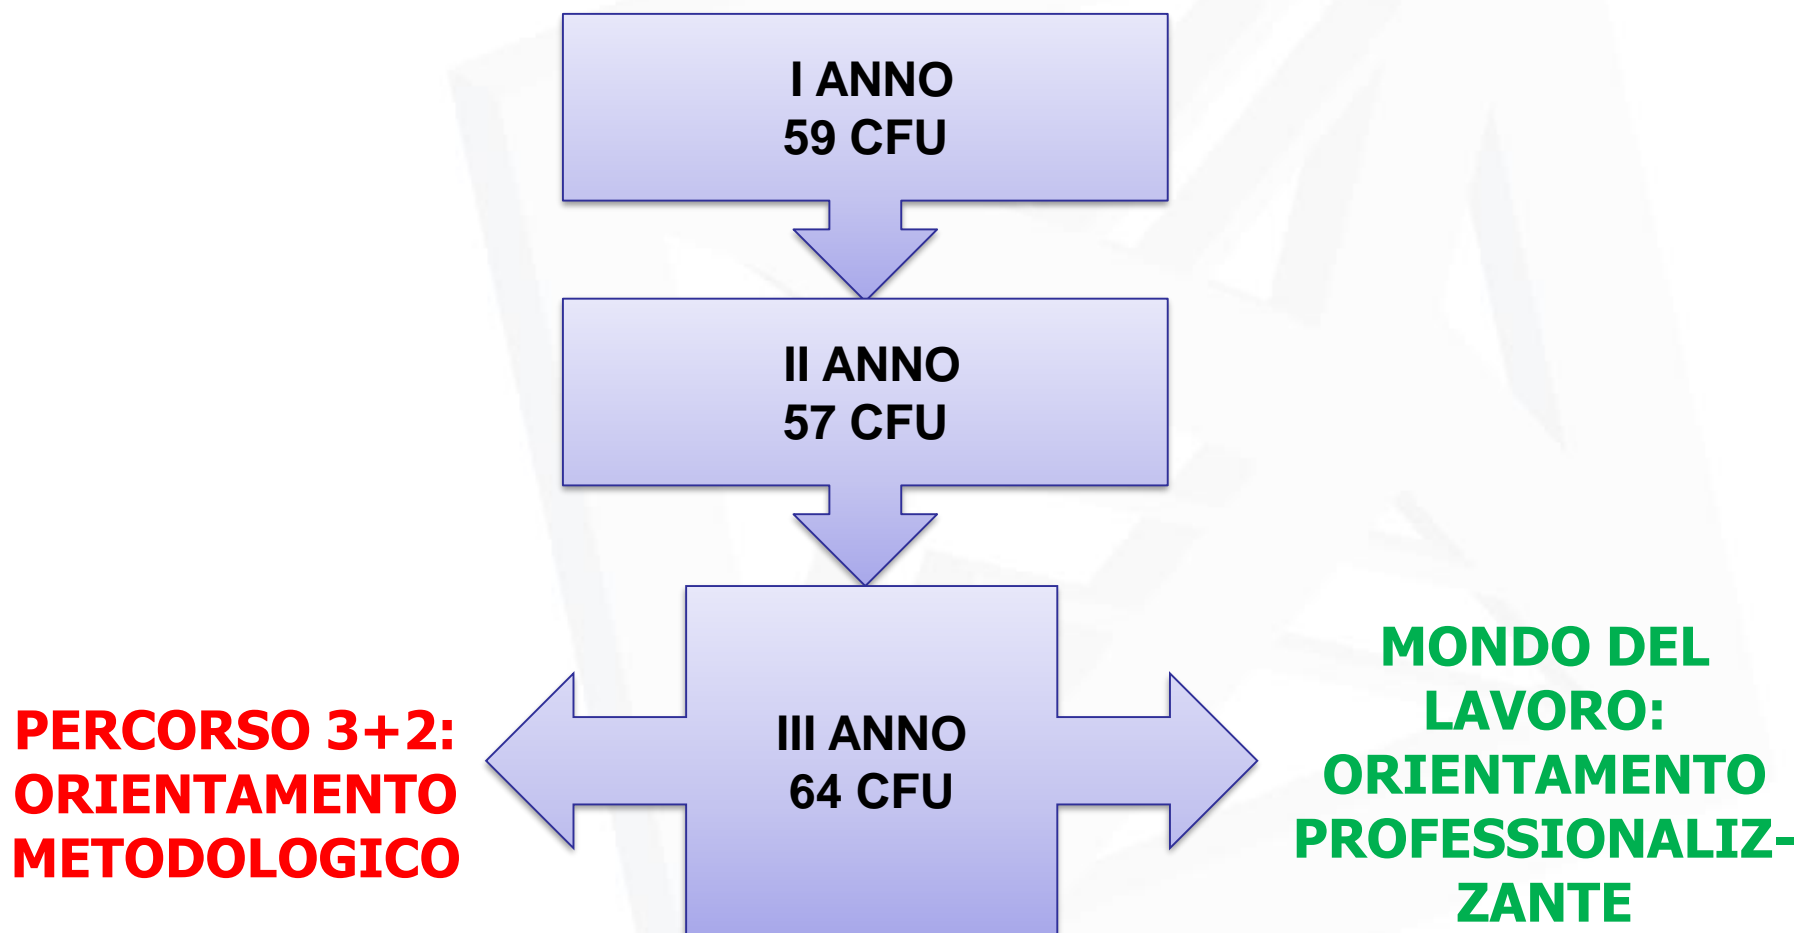 I ANNO
59 CFU
II ANNO
57 CFU
III ANNO
64 CFU
PERCORSO 3+2:
ORIENTAMENTO
METODOLOGICO
MONDO DEL
LAVORO:
ORIENTAMENTO
PROFESSIONALIZ-
ZANTE